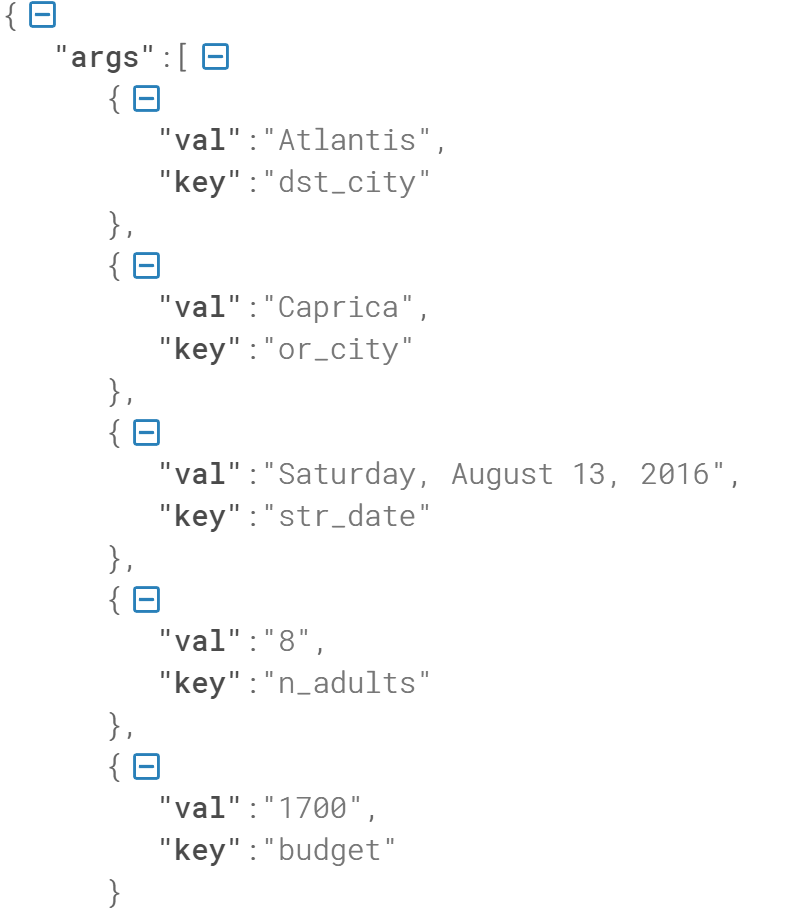 {
"args":[
{
"val":"Atlantis",
"key":"dst_city"
},
{
"val":"Caprica",
"key":"or_city"
},
{
"val":"Saturday, August 13, 2016",
"key":"str_date"
},
{
"val":"8",
"key":"n_adults"
},
{
"val":"1700",
"key":"budget"
}